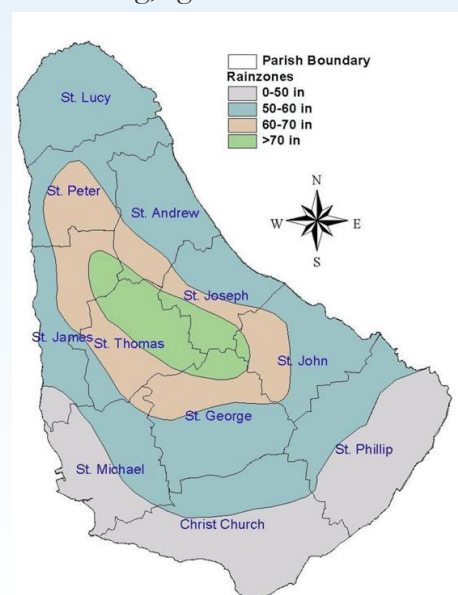 Parish Boundary
Rainzones
0-50 in
50-60 in
60-70 in
>70 in
St. Lucy
N
St. Peter
St. Andrew
W E
S
St. Joseph
St. James St. Thomas
St. John
St. George
St. Phillip
St. Michael
Christ Church